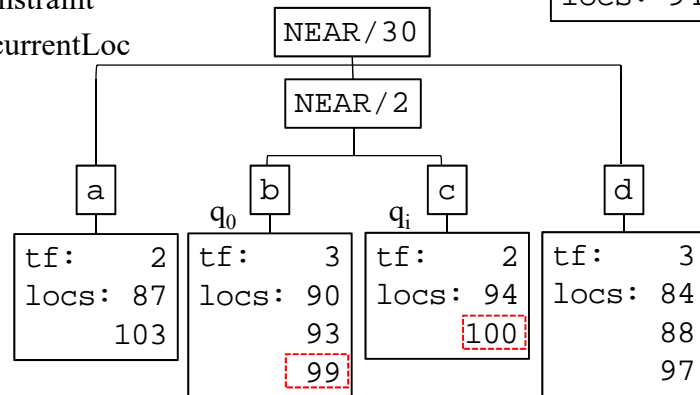 currentLoc
NEAR/30
NEAR/2
a b c d
q0 qi
tf: 2 tf: 3 tf: 2 tf: 3
locs: 87 locs: 90 locs: 94 locs: 84
103 93 100 88
99 97